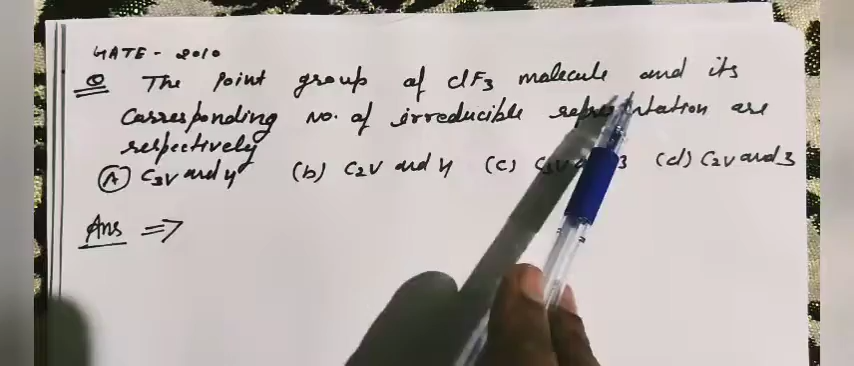 GATE - 2010
Q The Point group of ClF3 molecule and its
Corresponding No. of irreducible representation are
respectively
(A) C3V and 4 (b) C2V and 4 (c) 3 (d) C2V and 3
Ans =>